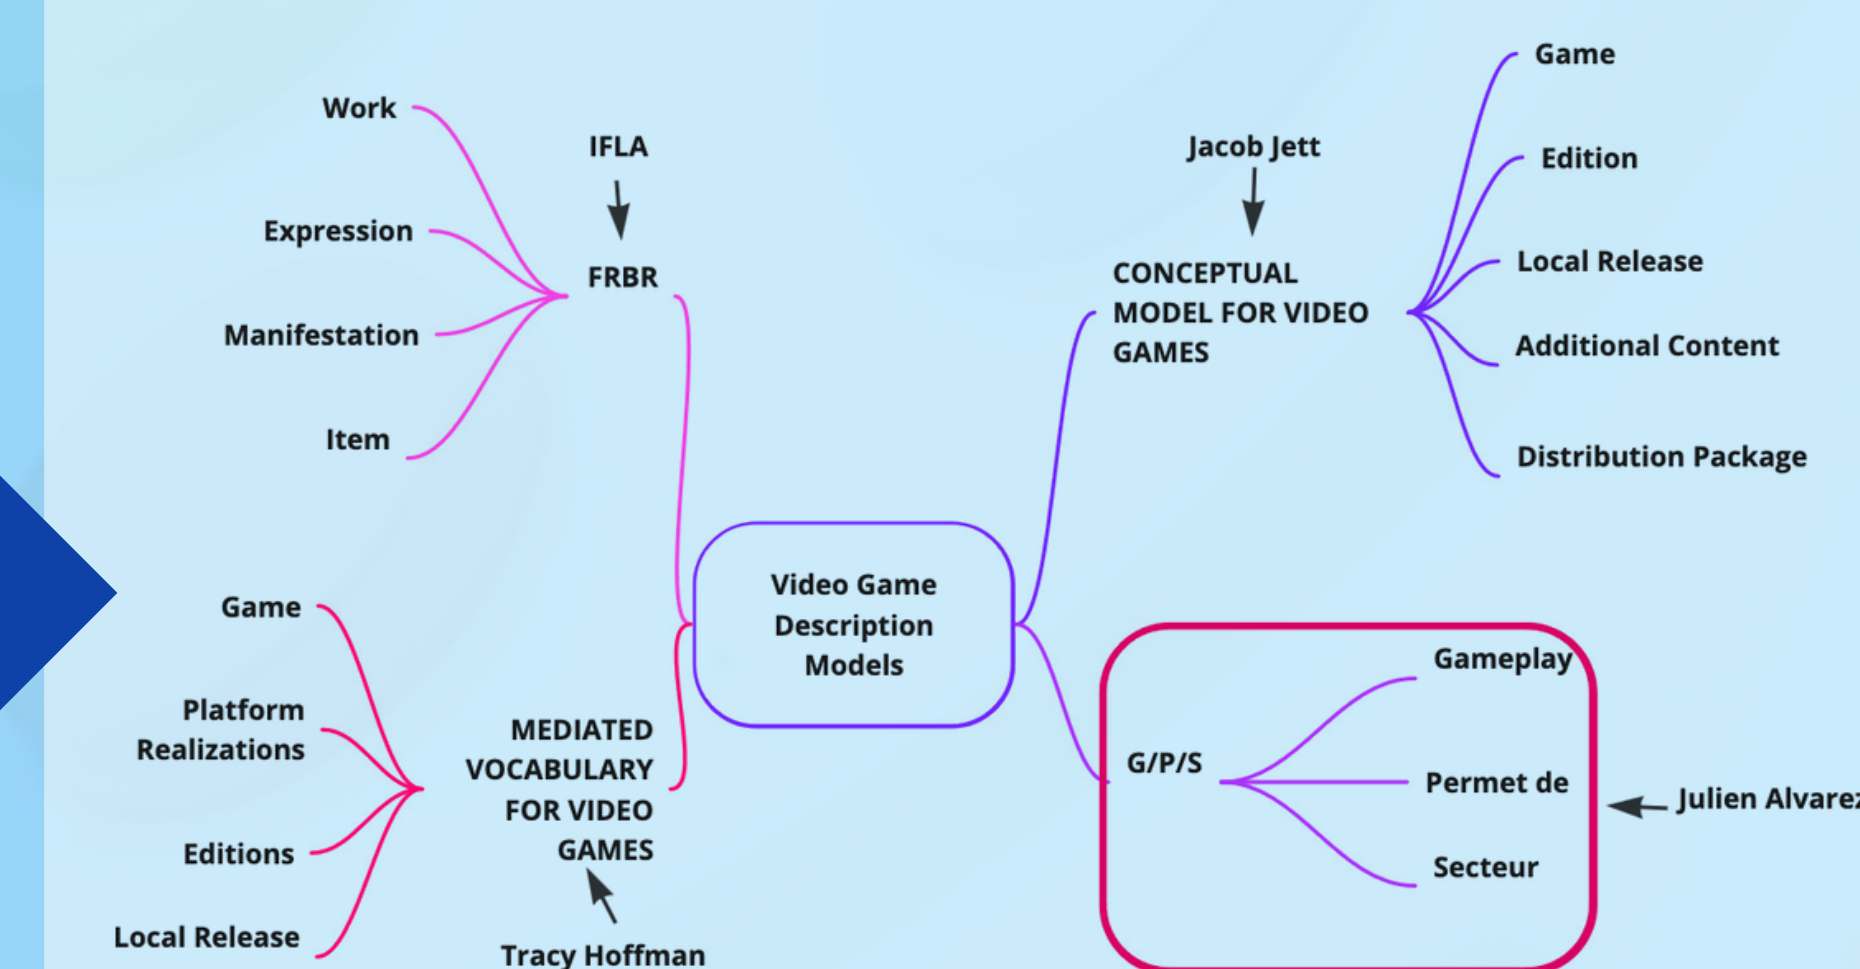 Work
Expression
Manifestation
Item
IFLA
FRBR
Jacob Jett
CONCEPTUAL
MODEL FOR VIDEO
GAMES
Game
Edition
Local Release
Additional Content
Distribution Package
Video Game
Description
Models
Game
Platform
Realizations
Editions
Local Release
MEDIATED
VOCABULARY
FOR VIDEO
GAMES
Tracy Hoffman
G/P/S
Gameplay
Permet de
Secteur
Julien Alvarez